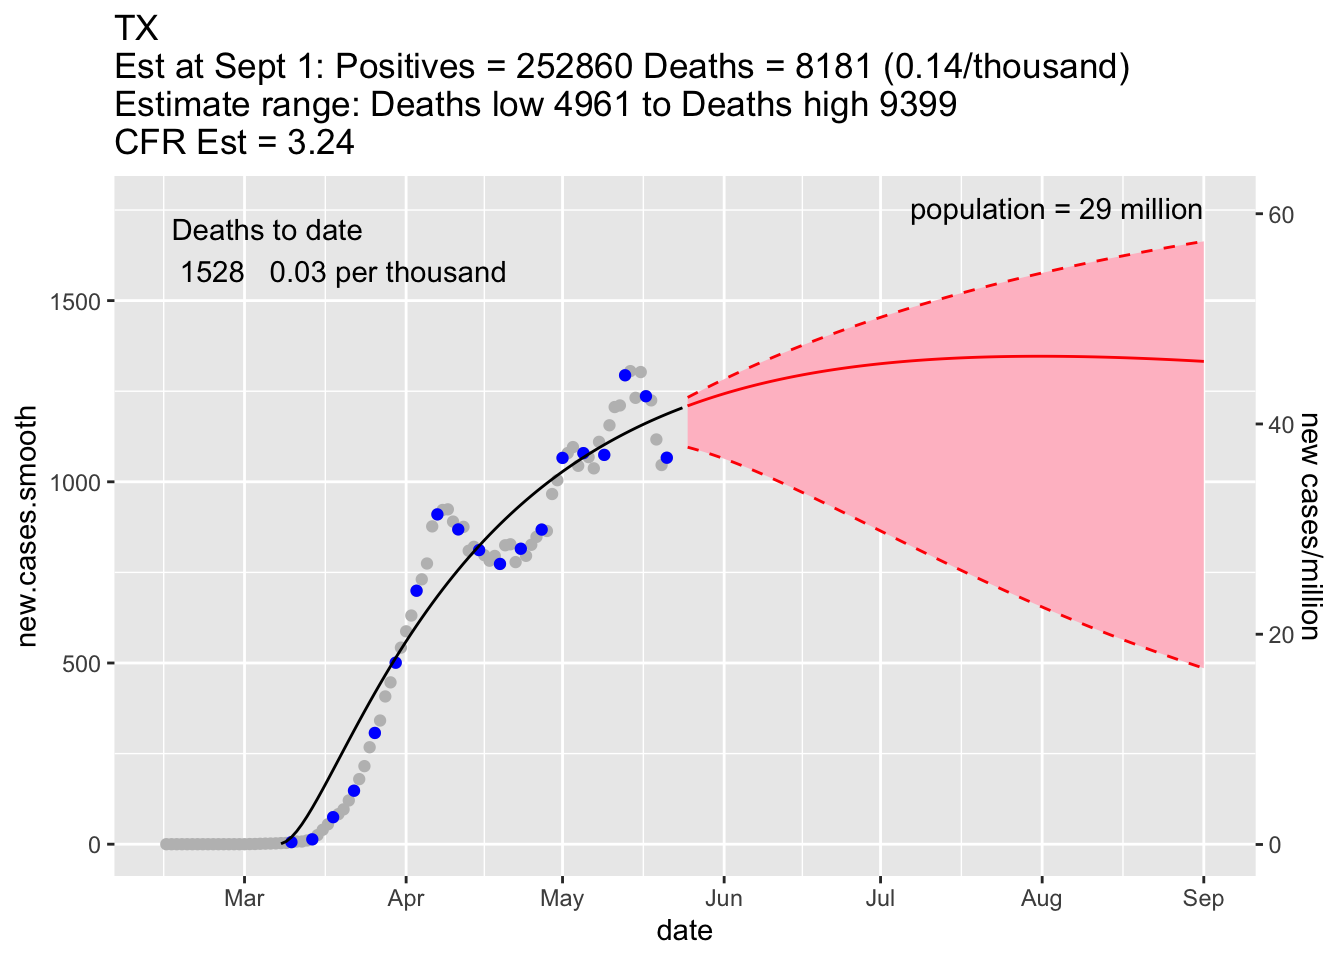 TX
Est at Sept 1: Positives = 252860 Deaths = 8181 (0.14/thousand)
Estimate range: Deaths low 4961 to Deaths high 9399
CFR Est = 3.24
population = 29 million
Deaths to date
1528 0.03 per thousand
1500
1000
500
0
new.cases.smooth
60
40
20
0
new cases/million
Mar Apr May Jun Jul Aug Sep
date